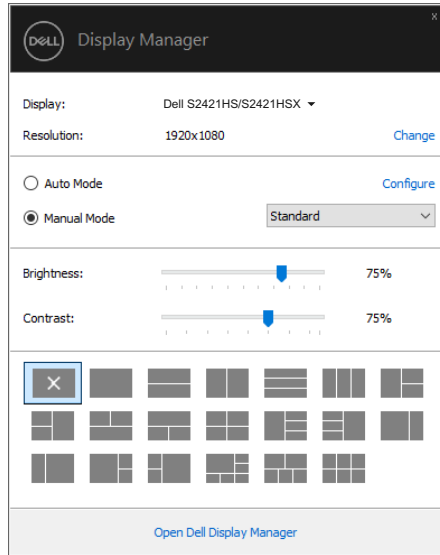 x
DELL Display Manager
Display: Dell S2421HS/S2421HSX
Resolution: 1920x1080 Change
Auto Mode Configure
Manual Mode Standard
Brightness: 75%
Contrast: 75%
Open Dell Display Manager